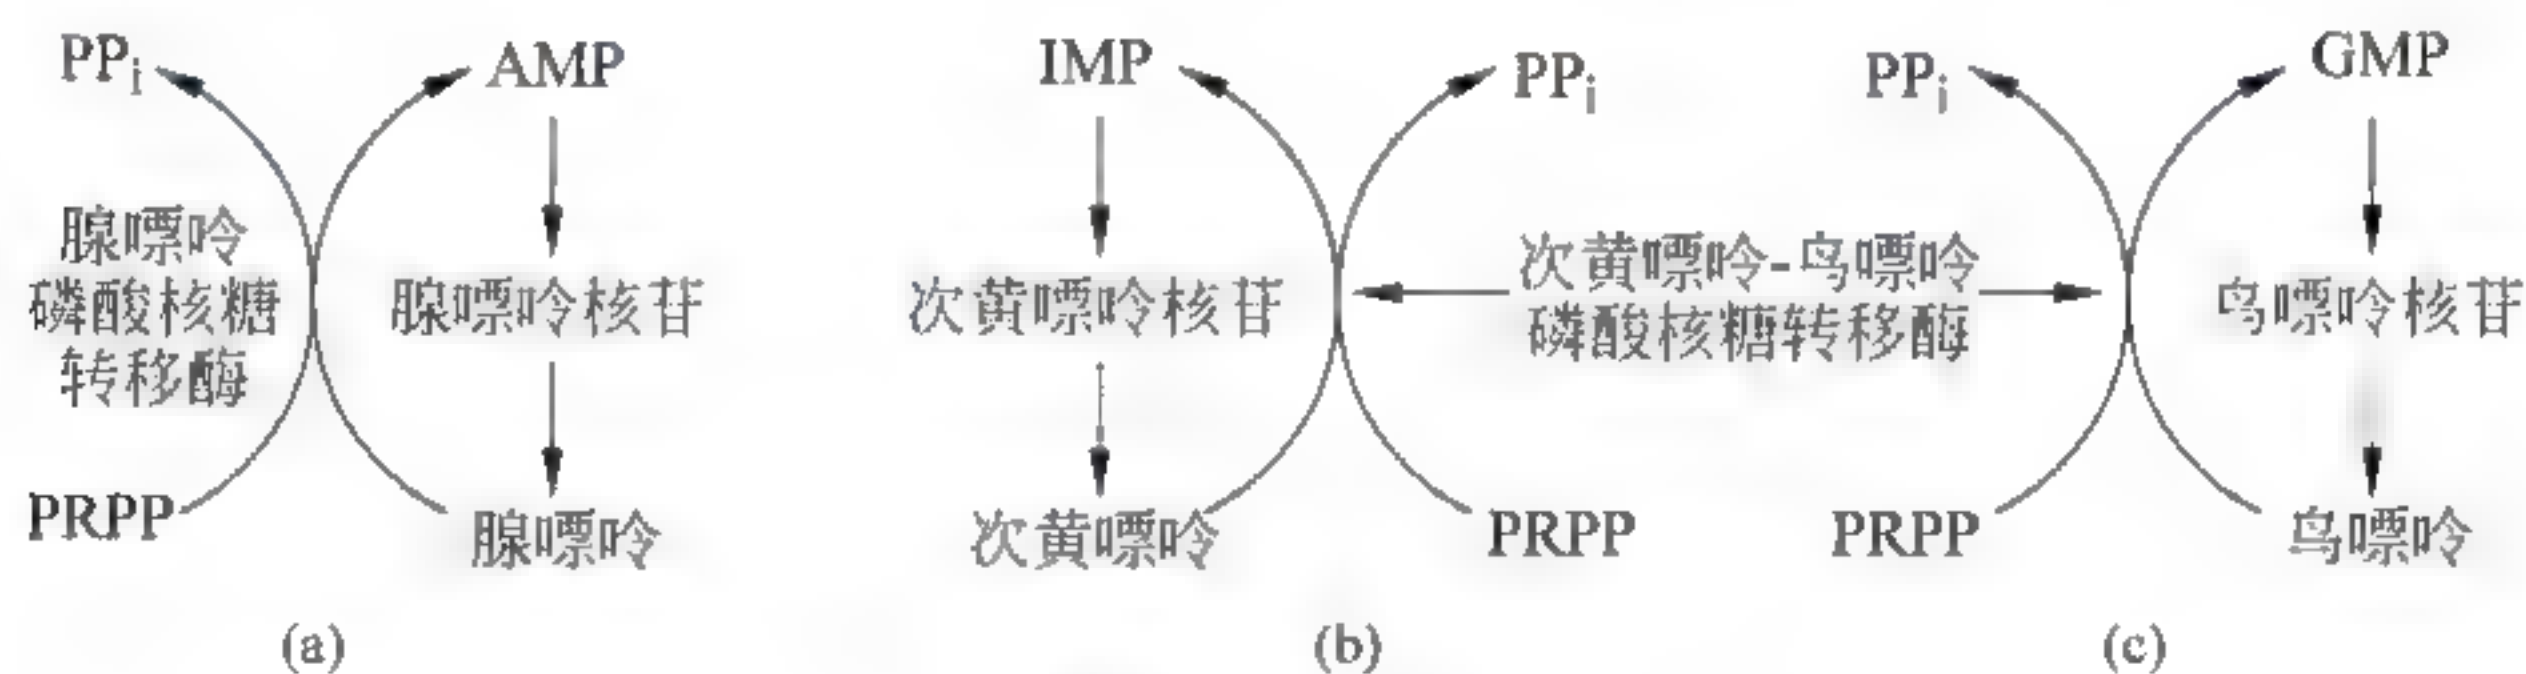 PPi
AMP
IMP
PPi
PPi
GMP
腺嘌呤
磷酸核糖
转移酶
腺嘌呤核苷
次黄嘌呤核苷
次黄嘌呤-鸟嘌呤
磷酸核糖转移酶
鸟嘌呤核苷
PRPP
腺嘌呤
次黄嘌呤
PRPP
PRPP
鸟嘌呤
(a)
(b)
(c)